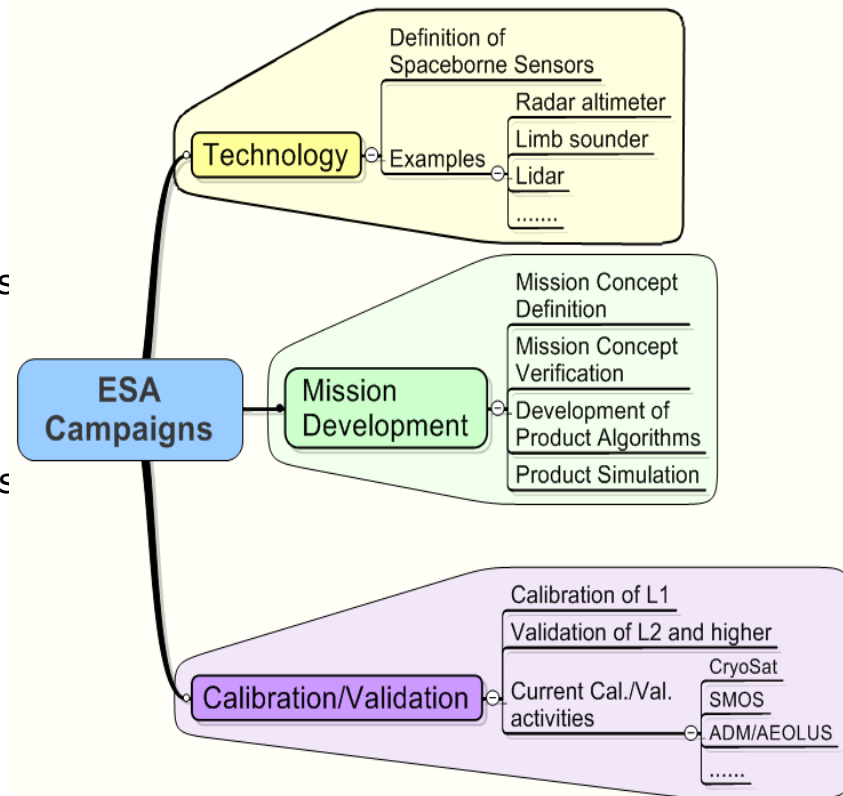 Definition of
Spaceborne Sensors
Technology
Examples
Radar altimeter
Limb sounder
Lidar
.......
s
ESA
Campaigns
s
Mission
Development
Mission Concept
Definition
Mission Concept
Verification
Development of
Product Algorithms
Product Simulation
Calibration/Validation
Calibration of L1
Validation of L2 and higher
Current Cal./Val.
activities
CryoSat
SMOS
ADM/AEOLUS
......